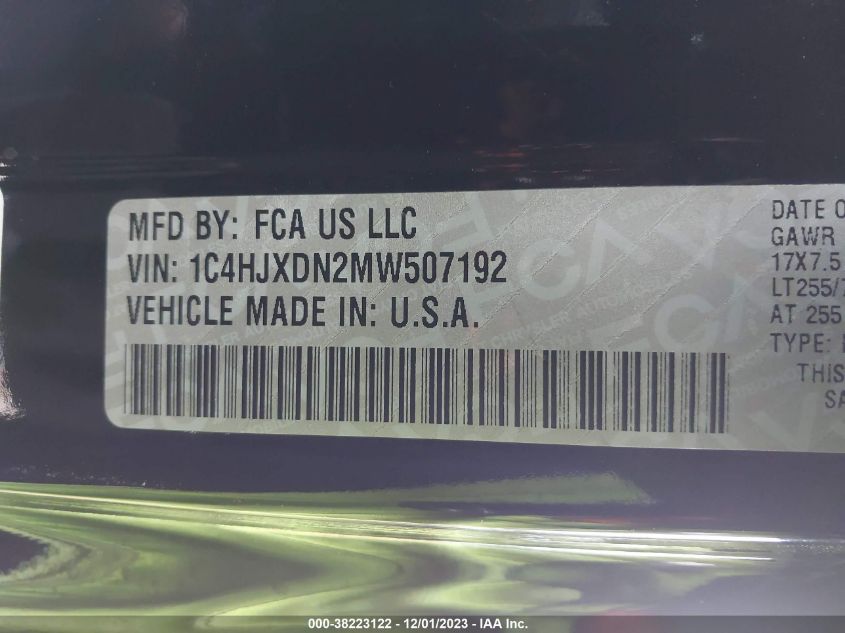 MFD BY: FCA US LLC
VIN: 1C4HJXDN2MW507192
VEHICLE MADE IN: U.S.A.
DATE O
GAWR
17X7.5
LT255/7
AT 255
TYPE:
THIS
SA
000-38223122 - 12/01/2023 - IAA Inc.